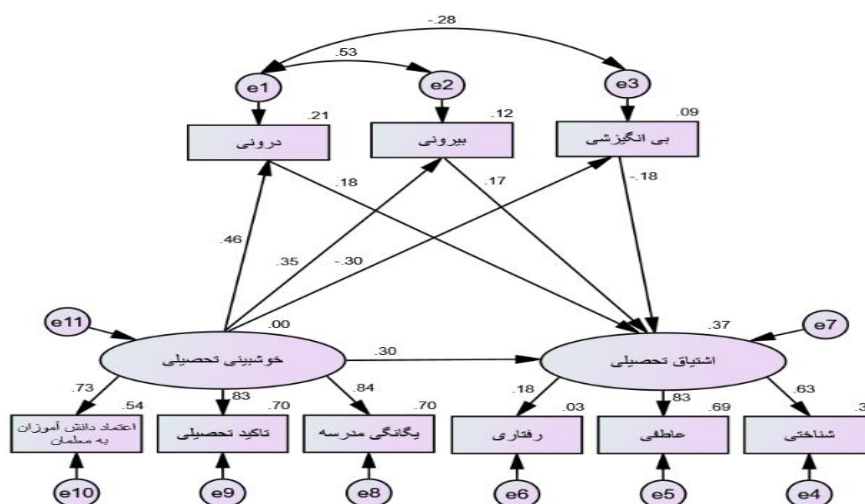 -.28
.53
e1
e2
e3
.21
.12
.09
درونی
بیرونی
بی انگیزشی
.18
.17
-.18
.46
.35
-.30
e11
.00
.37
e7
خوشبینی تحصیلی
.30
اشتیاق تحصیلی
.73
.83
.84
.18
.83
.63
.54
.70
.70
.03
.69
.3
اعتماد دانش آموزان
به معلمان
تاکید تحصیلی
یگانگی مدرسه
رفتاری
عاطفی
شناختی
e10
e9
e8
e6
e5
e4